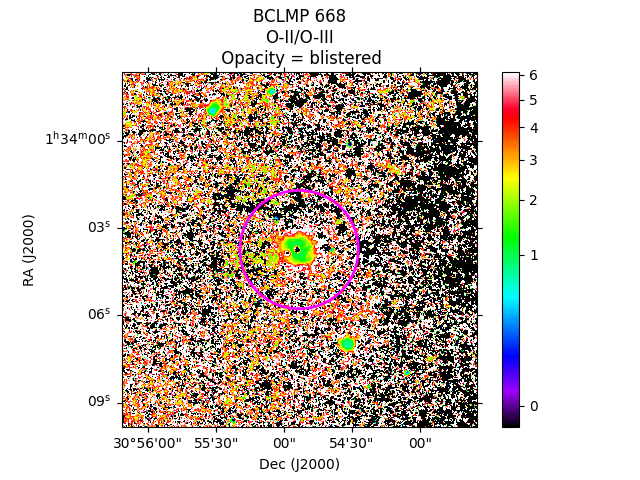 BCLMP 668
O-II/O-III
Opacity = blistered
6
5
4
3
2
1
0
1ʰ34ᵐ00ˢ
03ˢ
06ˢ
09ˢ
RA (J2000)
30°56'00" 55'30" 00" 54'30" 00"
Dec (J2000)